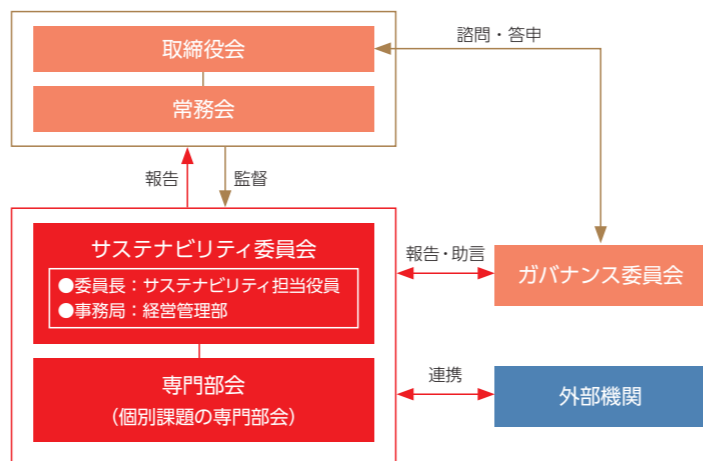 取締役会
諮問・答申
常務会
報告
監督
サステナビリティ委員会
●委員長：サステナビリティ担当役員
●事務局：経営管理部
報告・助言
ガバナンス委員会
専門部会
（個別課題の専門部会）
連携
外部機関